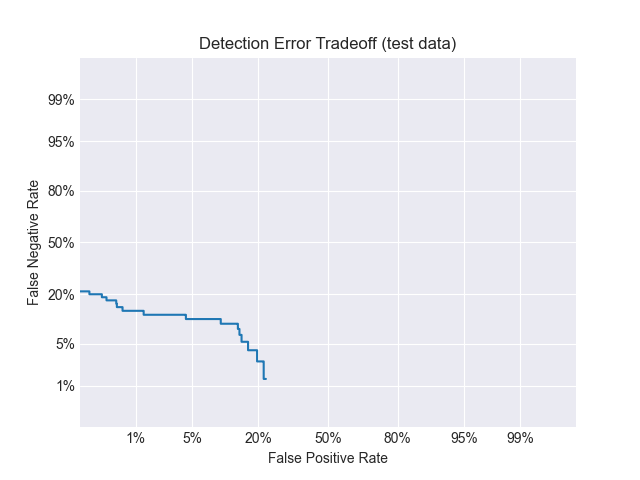 Detection Error Tradeoff (test data)
False Negative Rate
99%
95%
80%
50%
20%
5%
1%
1% 5% 20% 50% 80% 95% 99%
False Positive Rate